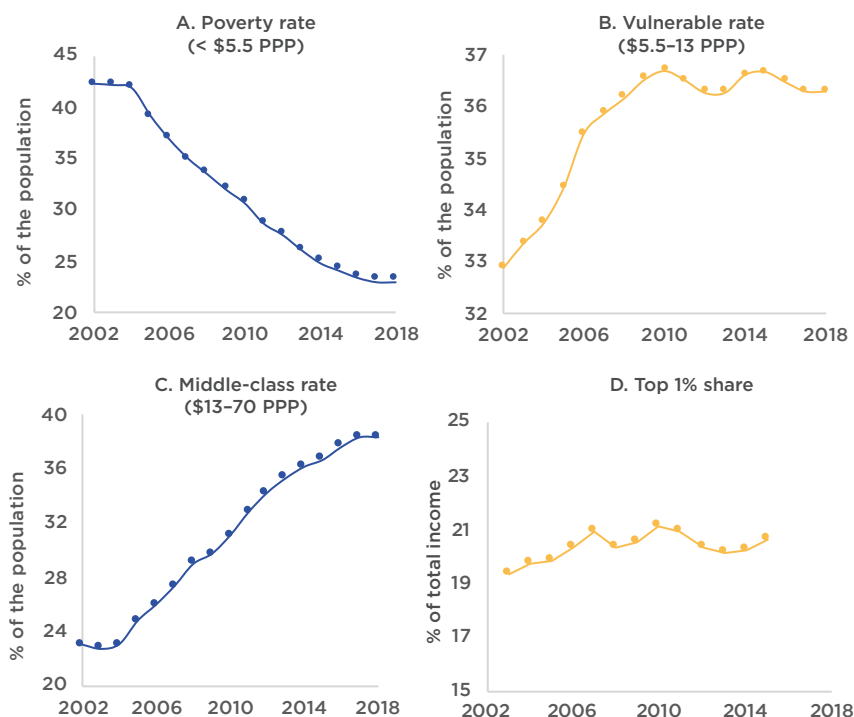 A. Poverty rate
(< $5.5 PPP)
% of the population
45
40
35
30
25
20
2002 2006 2010 2014 2018
B. Vulnerable rate
($5.5–13 PPP)
% of the population
37
36
35
34
33
32
2002 2006 2010 2014 2018
C. Middle-class rate
($13–70 PPP)
% of the population
40
36
32
28
24
20
2002 2006 2010 2014 2018
D. Top 1% share
% of total income
25
23
21
19
17
15
2002 2006 2010 2014 2018